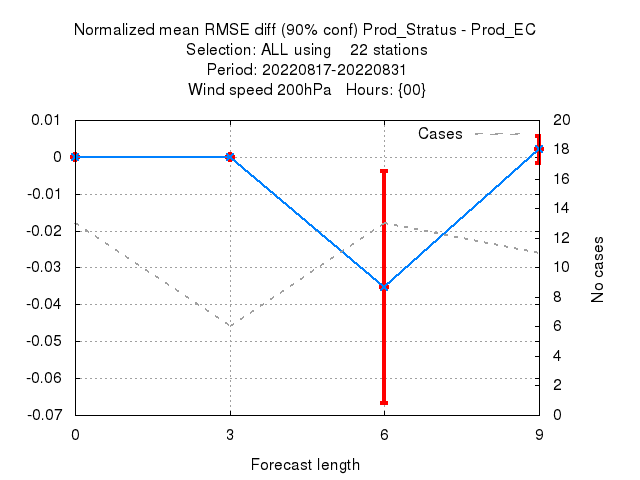 Normalized mean RMSE diff (90% conf) Prod_Stratus - Prod_EC
Selection: ALL using    22 stations
Period: 20220817-20220831
Wind speed 200hPa   Hours: {00}
Cases
0.01
0
-0.01
-0.02
-0.03
-0.04
-0.05
-0.06
-0.07
20
18
16
14
12
10
8
6
4
2
0
No cases
0 3 6 9
Forecast length